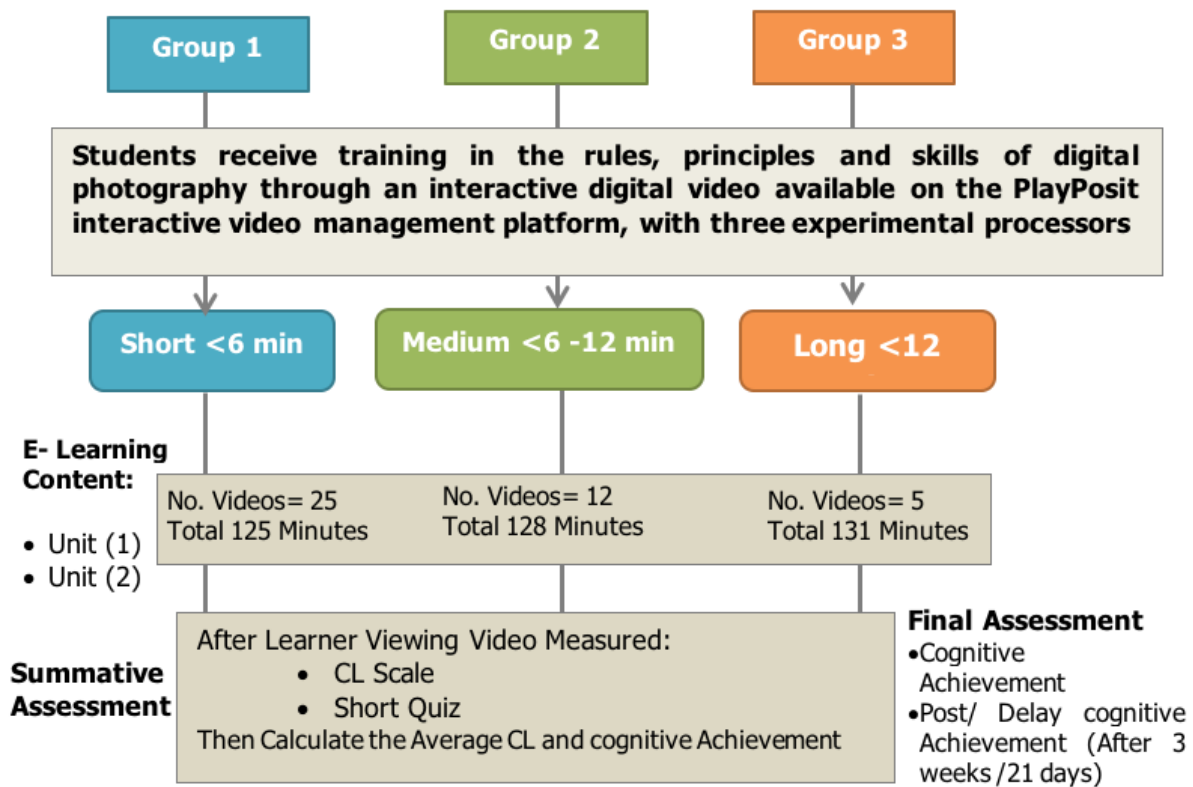 Group 1
Group 2
Group 3
Students receive training in the rules, principles and skills of digital
photography through an interactive digital video available on the PlayPosit
interactive video management platform, with three experimental processors
Short <6 min
Medium <6 -12 min
Long <12
E- Learning
Content:
• Unit (1)
• Unit (2)
No. Videos= 25
Total 125 Minutes
No. Videos= 12
Total 128 Minutes
No. Videos= 5
Total 131 Minutes
Summative
Assessment
After Learner Viewing Video Measured:
• CL Scale
• Short Quiz
Then Calculate the Average CL and cognitive Achievement
Final Assessment
•Cognitive
Achievement
•Post/ Delay cognitive
Achievement (After 3
weeks /21 days)